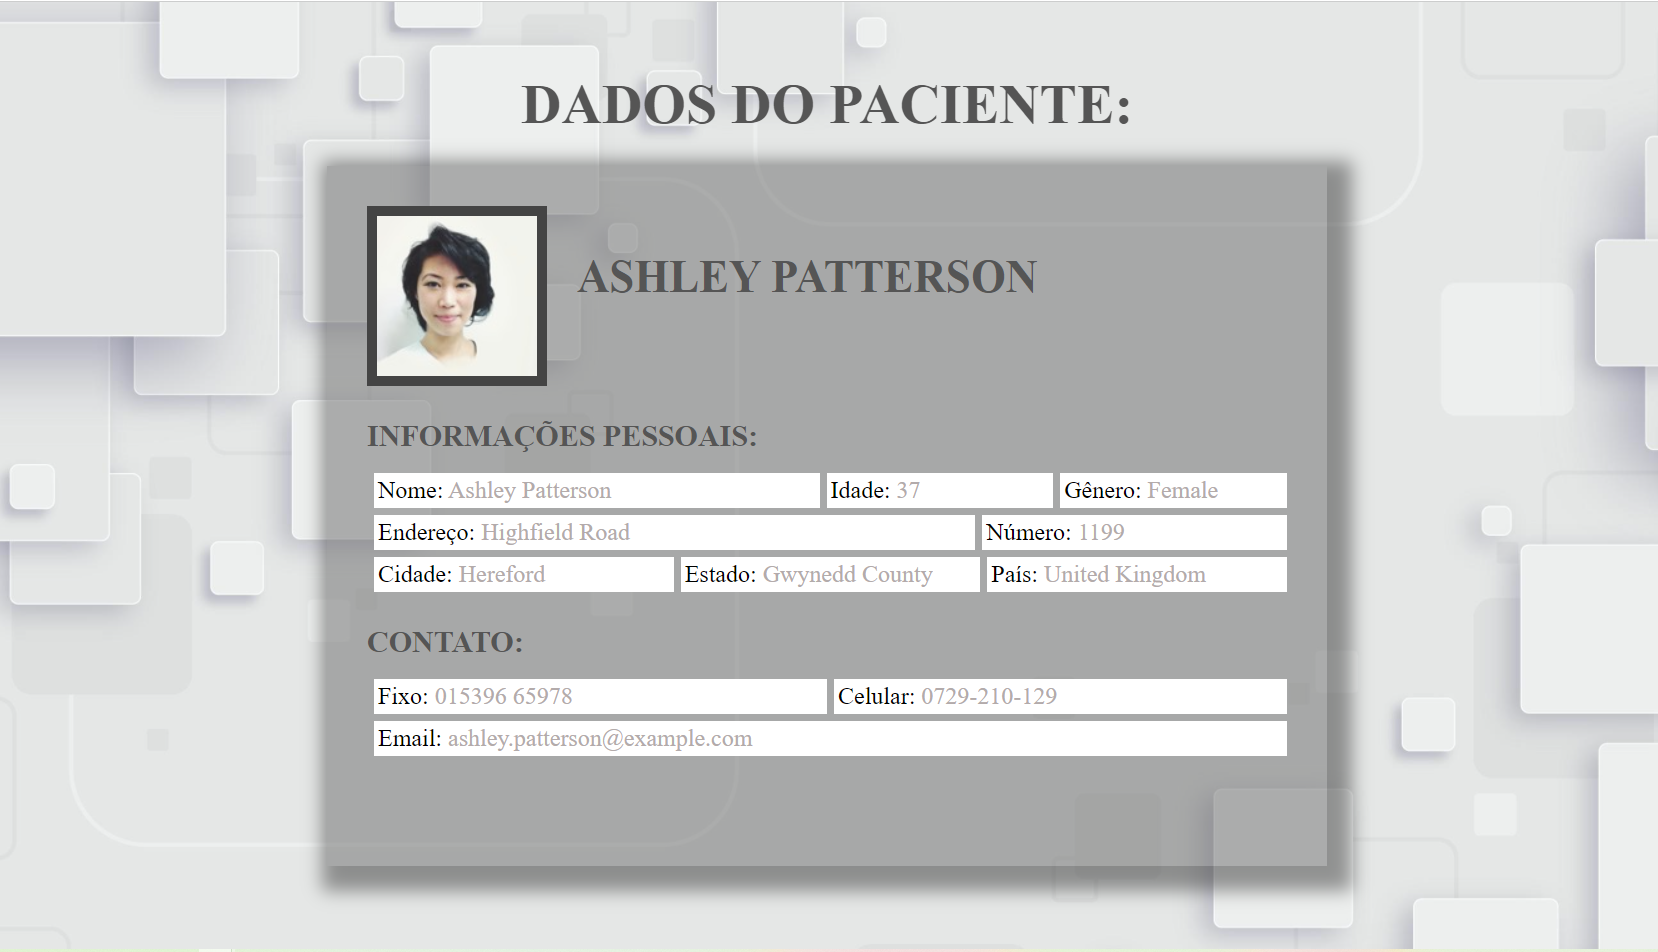 DADOS DO PACIENTE:
ASHLEY PATTERSON
INFORMAÇÕES PESSOAIS:
Nome: Ashley Patterson Idade: 37 Gênero: Female
Endereço: Highfield Road Número: 1199
Cidade: Hereford Estado: Gwynedd County País: United Kingdom
CONTATO:
Fixo: 015396 65978 Celular: 0729-210-129
Email: ashley.patterson@example.com